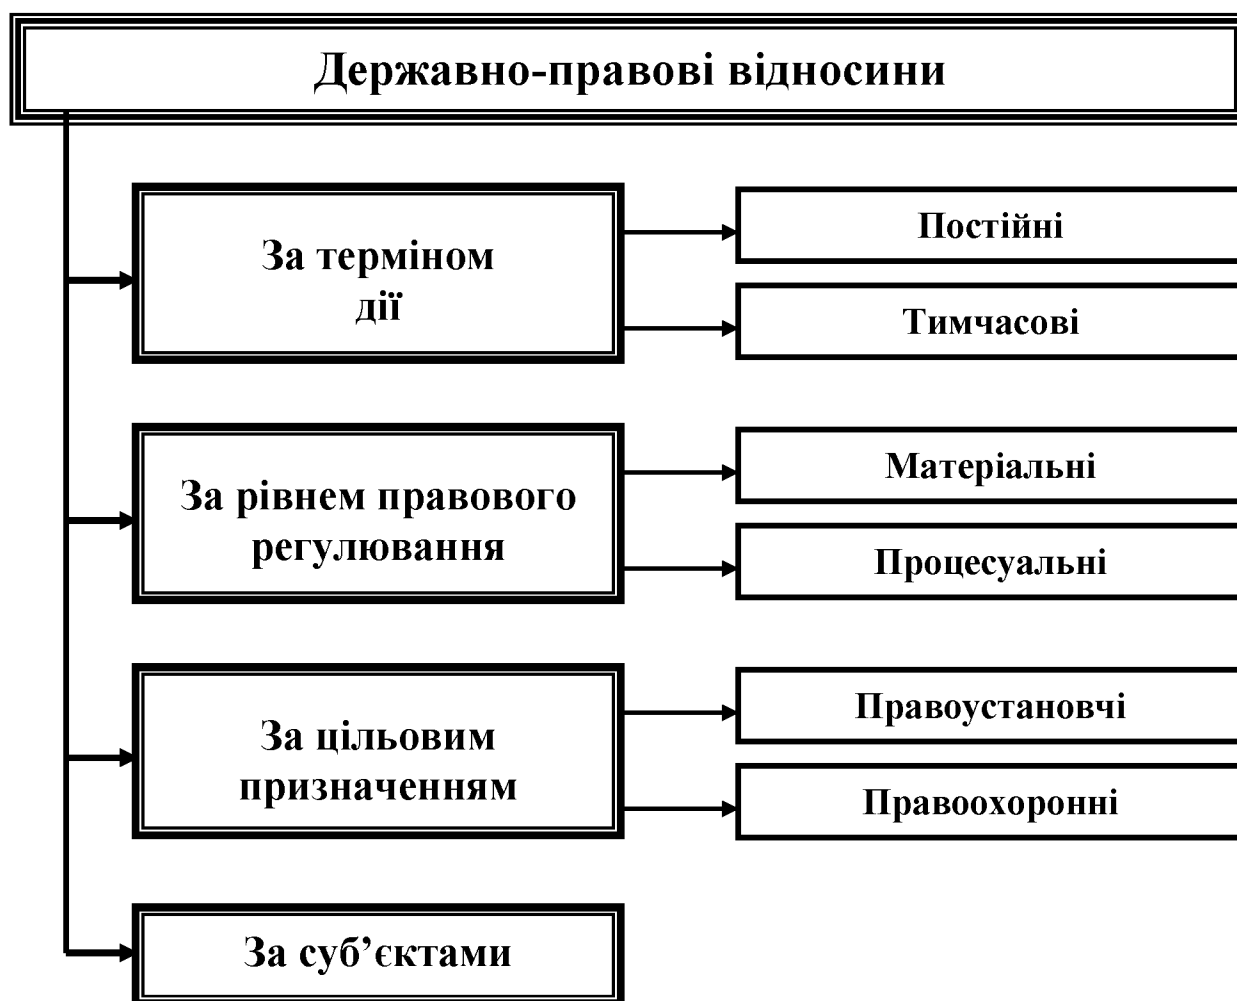 Державно-правові відносини
За терміном
дії
Постійні
Тимчасові
За рівнем правового
регулювання
Матеріальні
Процесуальні
За цільовим
призначенням
Правоустановчі
Правоохоронні
За суб’єктами